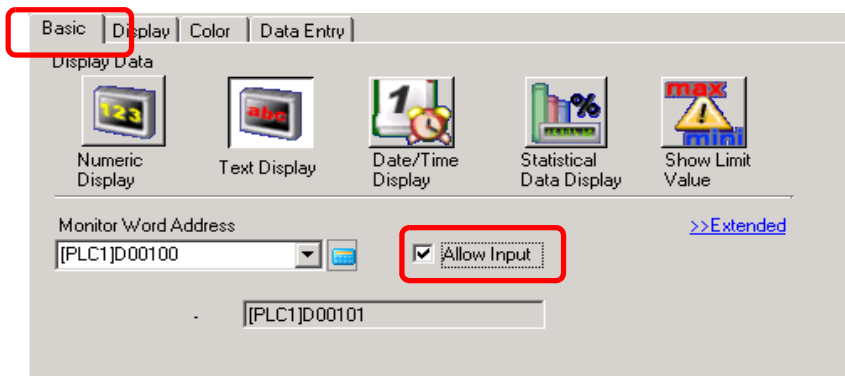 Basic Display Color Data Entry
Display Data
123 abc 1 % max mini
Numeric Display
Text Display
Date/Time Display
Statistical Data Display
Show Limit Value
Monitor Word Address
>>Extended
[PLC1]D00100
Allow Input
- [PLC1]D00101